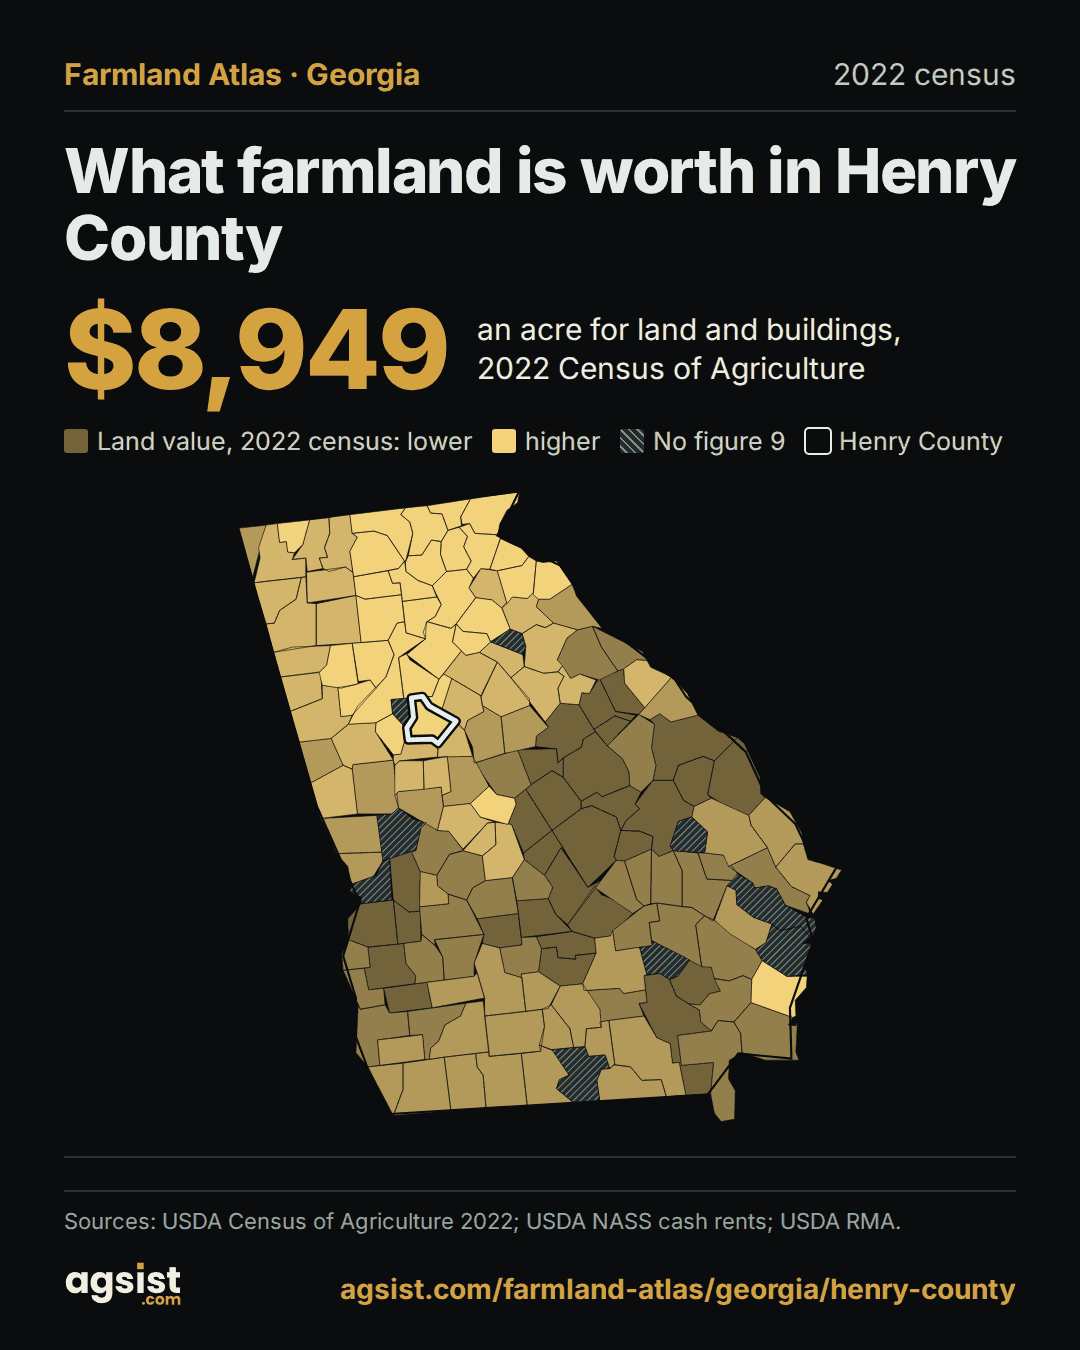 Farmland Atlas · Georgia
2022 census
What farmland is worth in Henry
County
$8,949
an acre for land and buildings,
2022 Census of Agriculture
Land value, 2022 census: lower higher No figure 9 Henry County
Sources: USDA Census of Agriculture 2022; USDA NASS cash rents; USDA RMA.
agsist
.com
agsist.com/farmland-atlas/georgia/henry-county